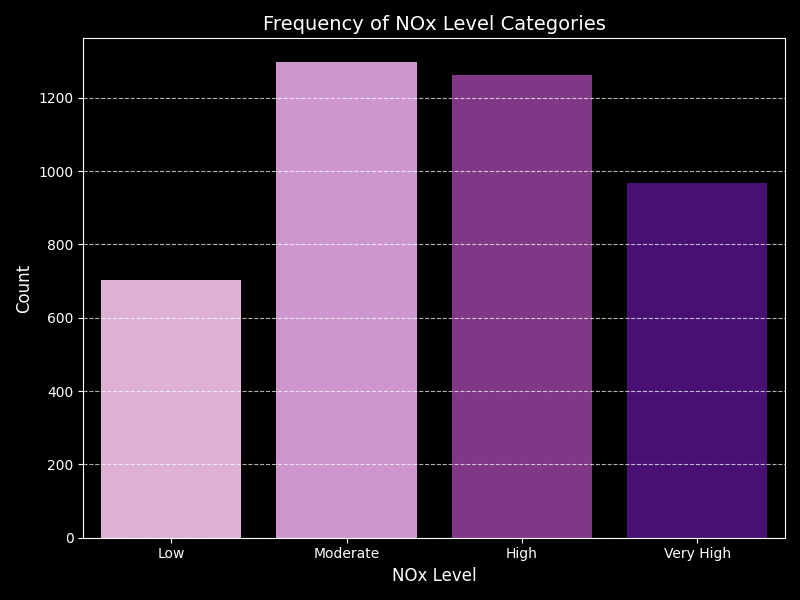 Frequency of NOx Level Categories
1200
1000
800
600
400
200
0
Count
Low Moderate High Very High
NOx Level